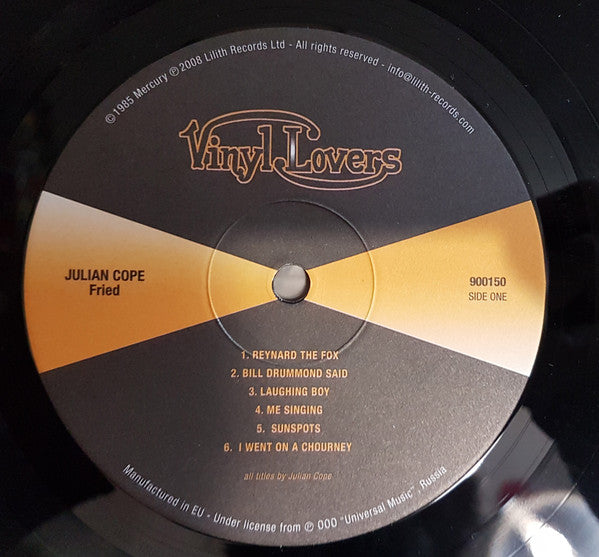 ©1985 Mercury ℗2008 Lilith Records Ltd - All rights reserved - info@lilith-records.com
Vinyl Lovers
JULIAN COPE
Fried
900150
SIDE ONE
1. REYNARD THE FOX
2. BILL DRUMMOND SAID
3. LAUGHING BOY
4. ME SINGING
5. SUNSPOTS
6. I WENT ON A CHOURNEY
all titles by Julian Cope
Manufactured in EU - Under license from ℗ OOO "Universal Music", Russia